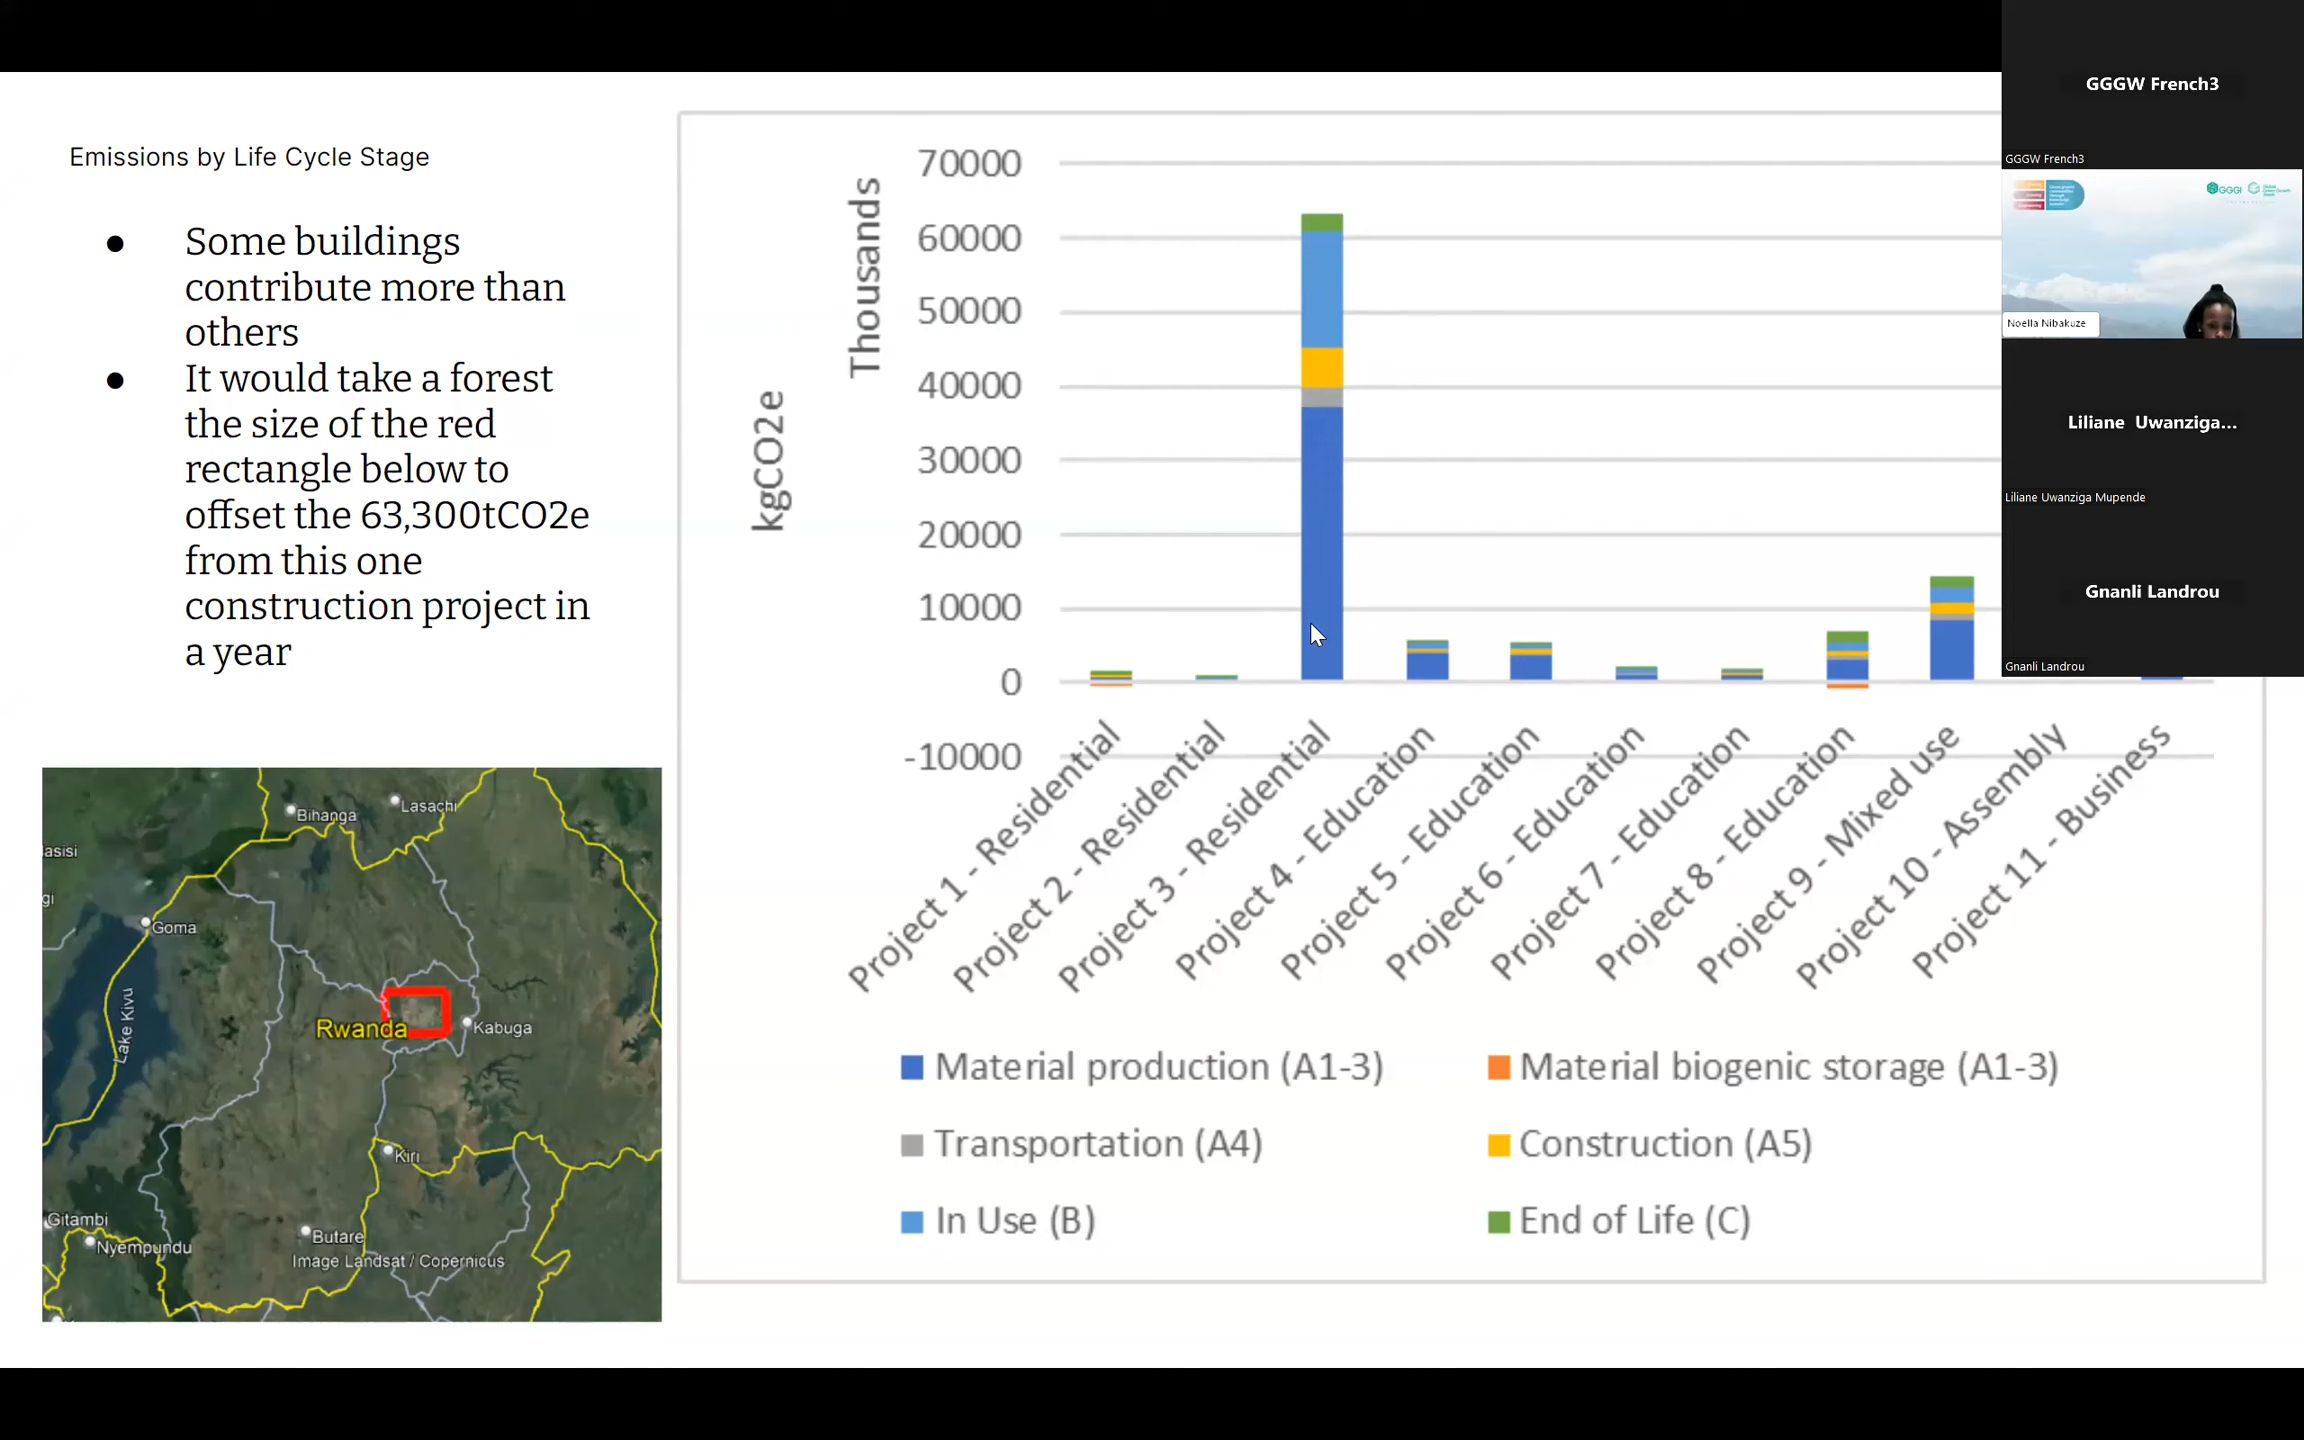 Emissions by Life Cycle Stage
● Some buildings
contribute more than
others
● It would take a forest
the size of the red
rectangle below to
offset the 63,300tCO2e
from this one
construction project in
a year
Bihanga
Lasachi
asisi
gi
Goma
Lake Kivu
Rwanda
Kabuga
Kiri
Gitambi
Nyempundu
Butare
Image Landsat / Copernicus
kgCO2e
Thousands
70000
60000
50000
40000
30000
20000
10000
0
-10000
Project 1 - Residential
Project 2 - Residential
Project 3 - Residential
Project 4 - Education
Project 5 - Education
Project 6 - Education
Project 7 - Education
Project 8 - Education
Project 9 - Mixed use
Project 10 - Assembly
Project 11 - Business
Material production (A1-3)
Material biogenic storage (A1-3)
Transportation (A4)
Construction (A5)
In Use (B)
End of Life (C)
GGGW French3
GGGW French3
GGGI
Noella Nibakuze
Liliane Uwanziga...
Liliane Uwanziga Mupende
Gnanli Landrou
Gnanli Landrou